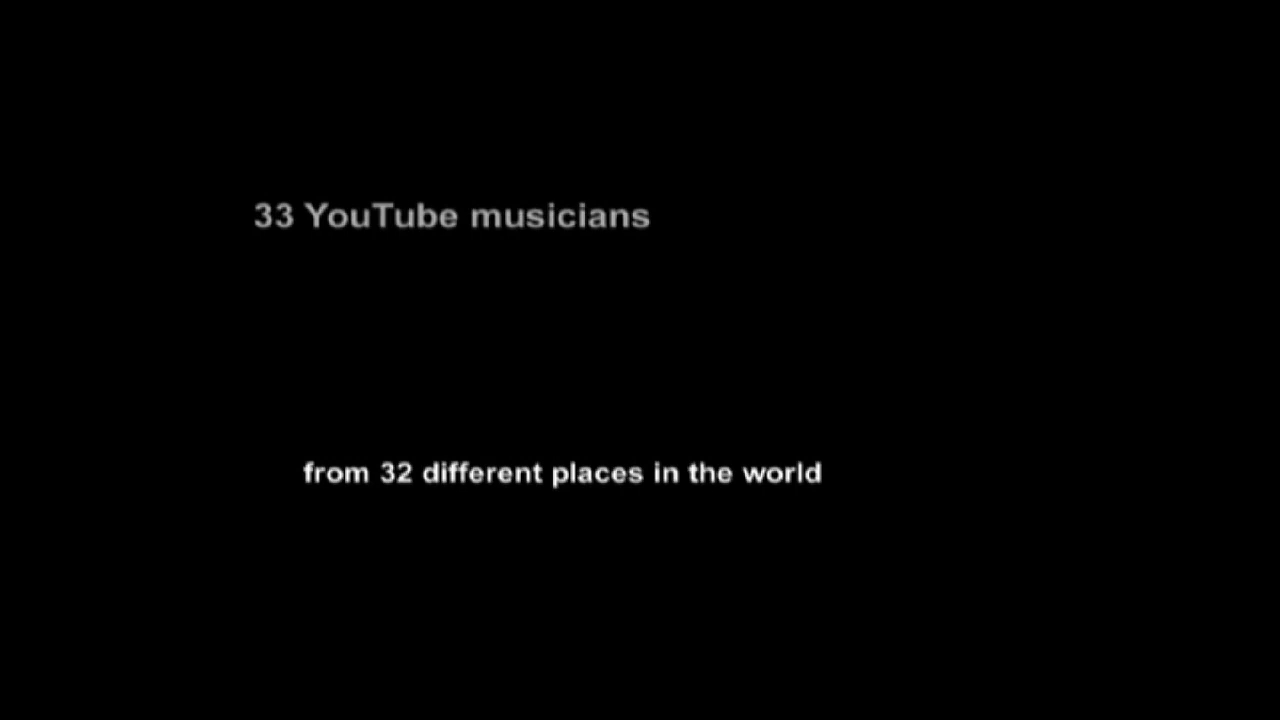 33 YouTube musicians
from 32 different places in the world